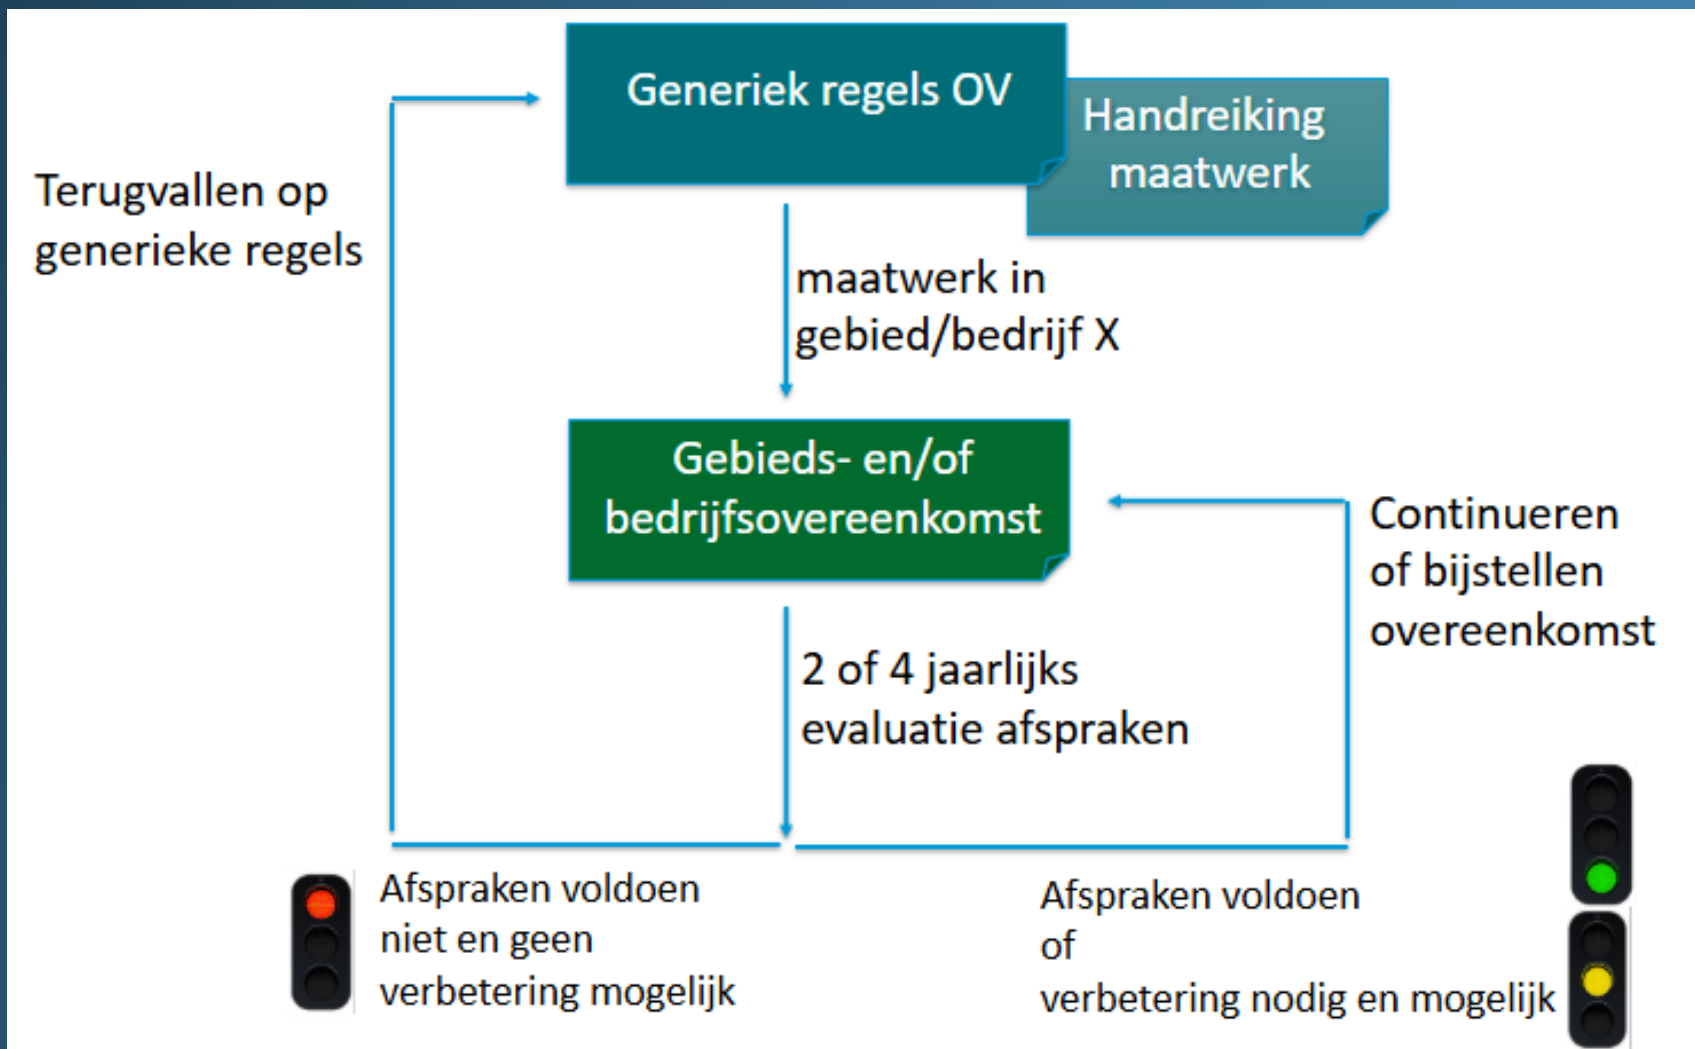 Generiek regels OV
Handreiking
maatwerk
Terugvallen op
generieke regels
maatwerk in
gebied/bedrijf X
Gebieds- en/of
bedrijfsovereenkomst
Continueren
of bijstellen
overeenkomst
2 of 4 jaarlijks
evaluatie afspraken
Afspraken voldoen
niet en geen
verbetering mogelijk
Afspraken voldoen
of
verbetering nodig en mogelijk